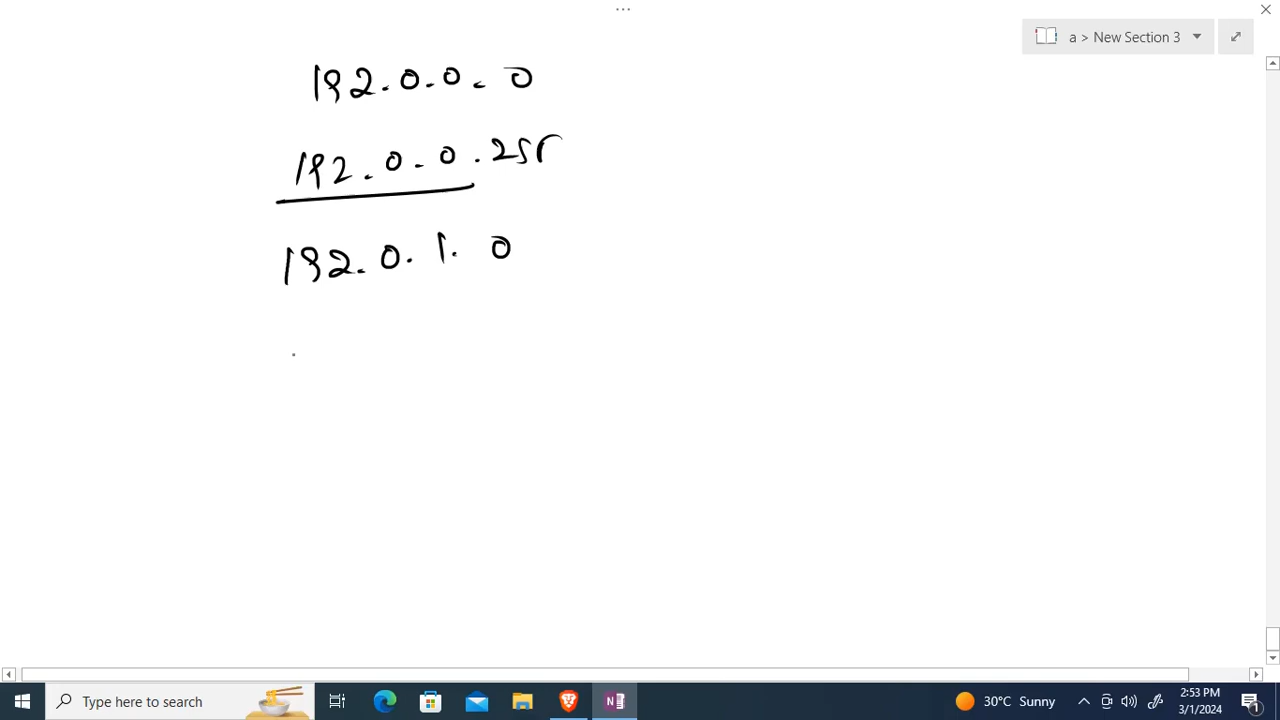 a > New Section 3
192.0.0.0
192.0.0.255
192.0.1.0
Type here to search
30°C Sunny
2:53 PM
3/1/2024
1